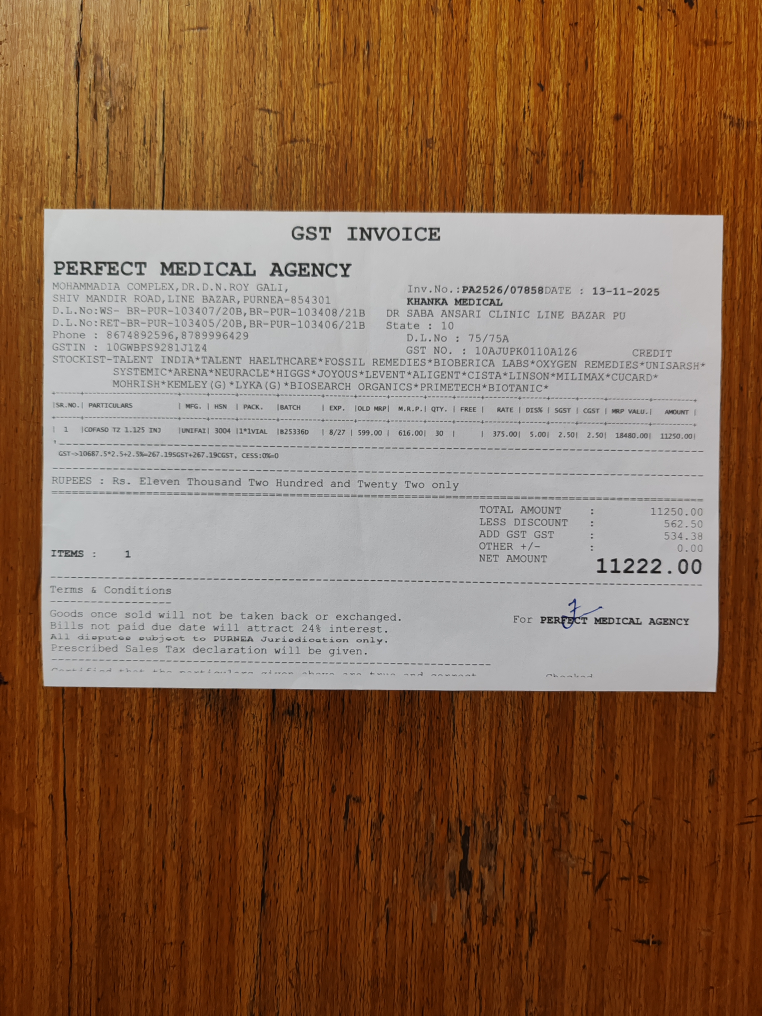 GST INVOICE
PERFECT MEDICAL AGENCY
MOHAMMADIA COMPLEX,DR.D.N.ROY GALI,
SHIV MANDIR ROAD,LINE BAZAR,PURNEA-854301
D.L.No:WS- BR-PUR-103407/20B,BR-PUR-103408/21B
D.L.No:RET-BR-PUR-103405/20B,BR-PUR-103406/21B
Phone : 8674892596,8789996429
GSTIN : 10GWBPS9281J1Z4
Inv.No.:PA2526/07858DATE : 13-11-2025
KHANKA MEDICAL
DR SABA ANSARI CLINIC LINE BAZAR PU
State : 10
D.L.No : 75/75A
GST NO. : 10AJUPK0110A1Z6 CREDIT
STOCKIST-TALENT INDIA*TALENT HAELTHCARE*FOSSIL REMEDIES*BIOBERICA LABS*OXYGEN REMEDIES*UNISARSH*
SYSTEMIC*ARENA*NEURACLE*HIGGS*JOYOUS*LEVENT*ALIGENT*CISTA*LINSON*MILIMAX*CUCARD*
MOHRISH*KEMLEY(G)*LYKA(G)*BIOSEARCH ORGANICS*PRIMETECH*BIOTANIC*
|SR.NO.| PARTICULARS | MFG. | HSN | PACK. |BATCH | EXP. |OLD MRP| M.R.P.| QTY. | FREE | RATE | DIS% | SGST | CGST | MRP VALU.| AMOUNT |
| 1 |COFASO T2 1.125 INJ |UNIFAI| 3004 |1*1VIAL |B25336D | 8/27 | 599.00 | 616.00| 30 | | 375.00| 5.00| 2.50| 2.50| 18480.00| 11250.00|
GST->10687.5*2.5+2.5%=267.19SGST+267.19CGST, CESS:0%=0
RUPEES : Rs. Eleven Thousand Two Hundred and Twenty Two only
TOTAL AMOUNT : 11250.00
LESS DISCOUNT : 562.50
ADD GST GST : 534.38
OTHER +/- : 0.00
NET AMOUNT 11222.00
ITEMS : 1
Terms & Conditions
Goods once sold will not be taken back or exchanged.
Bills not paid due date will attract 24% interest.
All disputes subject to PURNEA Jurisdication only.
Prescribed Sales Tax declaration will be given.
For PERFECT MEDICAL AGENCY
Certified that the particulars given above are true and correct
Checked